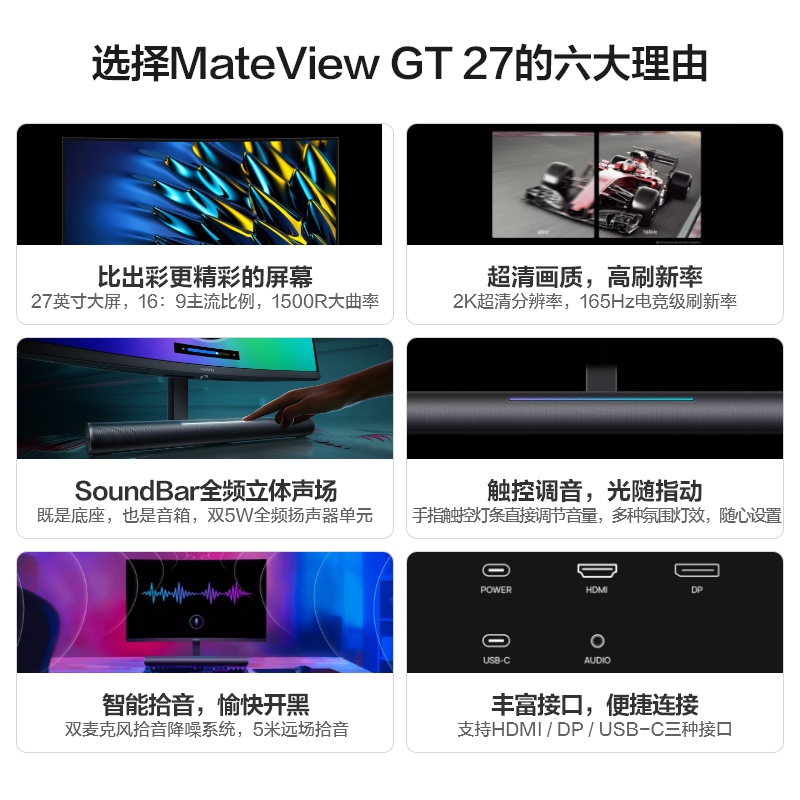 选择MateView GT 27的六大理由
60Hz
165Hz
比出彩更精彩的屏幕
27英寸大屏，16：9主流比例，1500R大曲率
超清画质，高刷新率
2K超清分辨率，165Hz电竞级刷新率
SoundBar全频立体声场
既是底座，也是音箱，双5W全频扬声器单元
触控调音，光随指动
手指触控灯条直接调节音量，多种氛围灯效，随心设置
POWER
HDMI
DP
USB-C
AUDIO
智能拾音，愉快开黑
双麦克风拾音降噪系统，5米远场拾音
丰富接口，便捷连接
支持HDMI / DP / USB-C三种接口